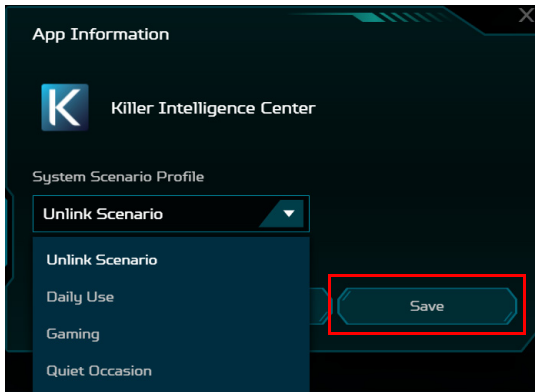 App Information
X
K
Killer Intelligence Center
System Scenario Profile
Unlink Scenario
Unlink Scenario
Daily Use
Save
Gaming
Quiet Occasion